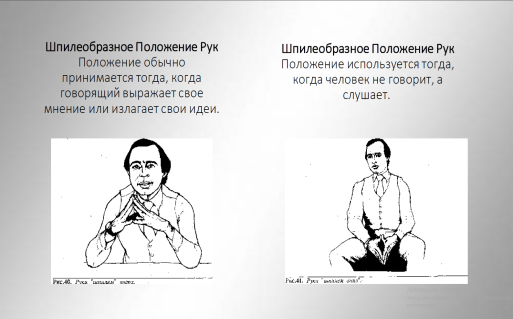 Шпилеобразное Положение Рук
Положение обычно
принимается тогда, когда
говорящий выражает свое
мнение или излагает свои идеи.
Шпилеобразное Положение Рук
Положение используется тогда,
когда человек не говорит, а
слушает.
Рис.40. Руки "шпилем" вверх.
Рис.41. Руки "шпилем вниз".